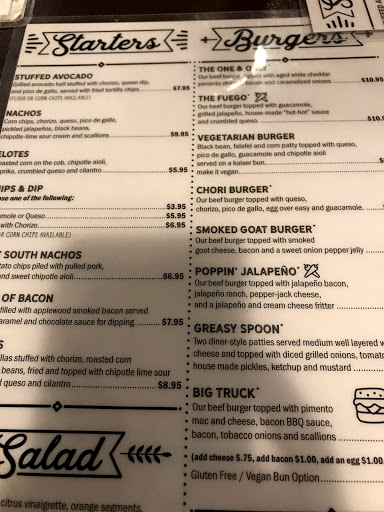 Starters
STUFFED AVOCADO
Grilled avocado half stuffed with chorizo, queso dip,
and pico de gallo, served with fried tortilla chips.......... $7.95
(FLOUR OR CORN CHIPS AVAILABLE)
NACHOS
Corn chips, chorizo, queso, pico de gallo,
pickled jalapeños, black beans,
chipotle-lime sour cream and scallions .......... $9.95
ELOTES
roasted corn on the cob, chipotle aioli,
paprika, crumbled queso and cilantro .......... $5.95
CHIPS & DIP
one of the following:
$3.95
or Queso .......... $5.95
with Chorizo .......... $6.95
OR CORN CHIPS AVAILABLE)
SOUTH NACHOS
chips piled with pulled pork,
and sweet chipotle aioli .......... $6.95
OF BACON
filled with applewood smoked bacon served
caramel and chocolate sauce for dipping .......... $7.95
stuffed with chorizo, roasted corn
beans, fried and topped with chipotle lime sour
queso and cilantro .......... $8.95
Salad
citrus vinaigrette, orange segments,
Burgers
THE ONE &
Our beef burger topped with aged white cheddar
pimento bacon and caramelized onions .......... $10.95
THE FUEGO*
Our beef burger topped with guacamole,
grilled jalapeño, house-made "hot-hot" sauce
and crumbled queso. ..........
VEGETARIAN BURGER
Black bean, falafel and corn patty topped with queso,
pico de gallo, guacamole and chipotle aioli
served on a kaiser bun ..........
make it vegan ..........
CHORI BURGER*
Our beef burger topped with queso,
chorizo, pico de gallo, egg over easy and guacamole. ..........
SMOKED GOAT BURGER*
Our beef burger topped with smoked
goat cheese, bacon and a sweet onion pepper jelly ..........
POPPIN' JALAPEÑO*
Our beef burger topped with jalapeño bacon,
jalapeño ranch, pepper-jack cheese,
and a jalapeño and cream cheese fritter ..........
GREASY SPOON*
Two diner-style patties served medium well layered w
cheese and topped with diced grilled onions, tomato
house made pickles, ketchup and mustard ..........
BIG TRUCK*
Our beef burger topped with pimento
mac and cheese, bacon BBQ sauce,
bacon, tobacco onions and scallions ..........
(add cheese $.75, add bacon $1.00, add an egg $1.00
Gluten Free / Vegan Bun Option ..........